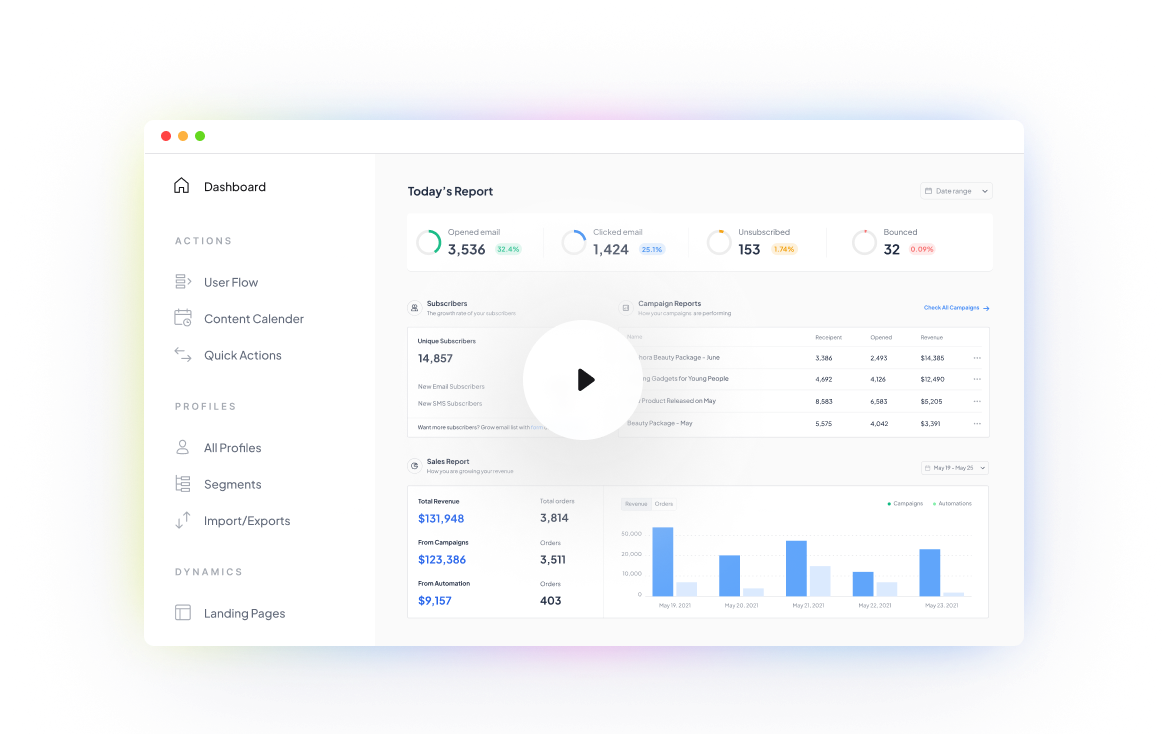 Dashboard
ACTIONS
User Flow
Content Calender
Quick Actions
PROFILES
All Profiles
Segments
Import/Exports
DYNAMICS
Landing Pages
Today's Report
Date range
Opened email
3,536 32.4%
Clicked email
1,424 25.1%
Unsubscribed
153 1.74%
Bounced
32 0.09%
Subscribers
The growth rate of your subscribers
Unique Subscribers
14,857
New Email Subscribers
New SMS Subscribers
Want more subscribers? Grow email list with
Campaign Reports
How your campaigns are performing
Check All Campaigns
Name Receipent Opened Revenue
Beauty Package - June 3,386 2,493 $14,385
Gadgets for Young People 4,692 4,126 $12,490
Product Released on May 8,583 6,583 $5,205
Beauty Package - May 5,575 4,042 $3,391
Sales Report
How you are growing your revenue
May 19 - May 25
Total Revenue Total orders
$131,948 3,814
From Campaigns Orders
$123,386 3,511
From Automation Orders
$9,157 403
Revenue Orders
Campaigns Automations
50,000
20,000
10,000
0
May 19, 2021 May 20, 2021 May 21, 2021 May 22, 2021 May 23, 2021